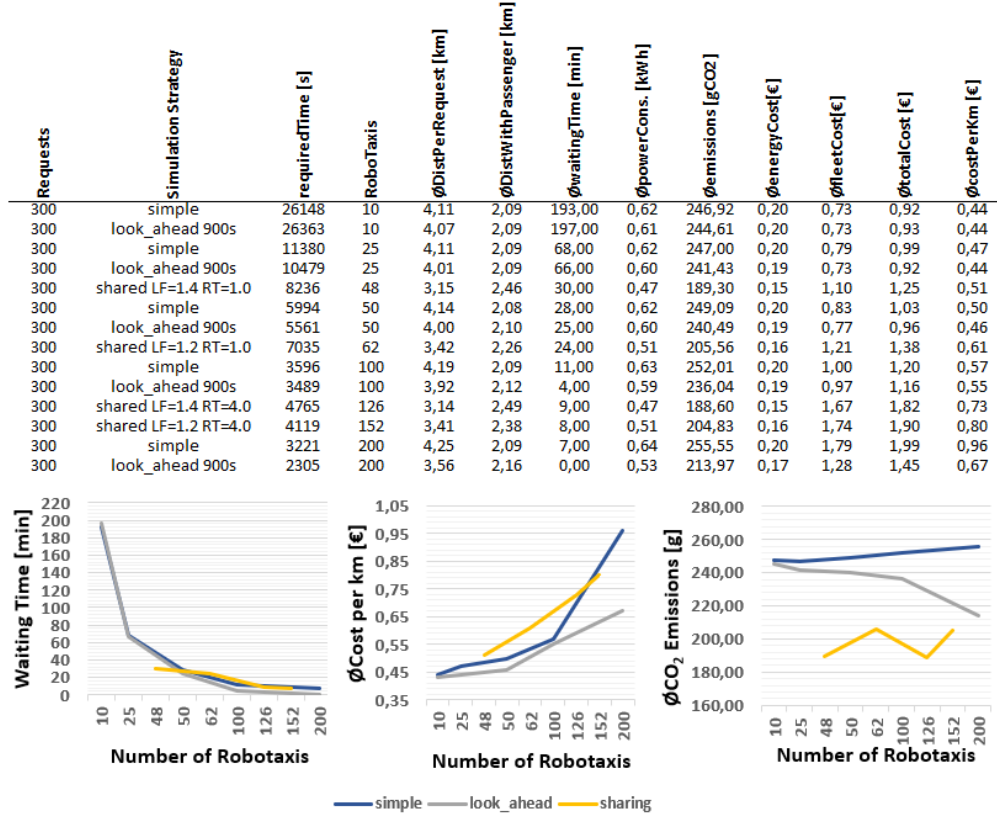 Requests Simulation Strategy requiredTime [s] RoboTaxis ØDistPerRequest [km] ØDistWithPassenger [km] ØwaitingTime [min] ØpowerCons. [kWh] Øemissions [gCO2] ØenergyCost[€] ØfleetCost[€] ØtotalCost [€] ØcostPerKm [€]
300 simple 26148 10 4,11 2,09 193,00 0,62 246,92 0,20 0,73 0,92 0,44
300 look_ahead 900s 26363 10 4,07 2,09 197,00 0,61 244,61 0,20 0,73 0,93 0,44
300 simple 11380 25 4,11 2,09 68,00 0,62 247,00 0,20 0,79 0,99 0,47
300 look_ahead 900s 10479 25 4,01 2,09 66,00 0,60 241,43 0,19 0,73 0,92 0,44
300 shared LF=1.4 RT=1.0 8236 48 3,15 2,46 30,00 0,47 189,30 0,15 1,10 1,25 0,51
300 simple 5994 50 4,14 2,08 28,00 0,62 249,09 0,20 0,83 1,03 0,50
300 look_ahead 900s 5561 50 4,00 2,10 25,00 0,60 240,49 0,19 0,77 0,96 0,46
300 shared LF=1.2 RT=1.0 7035 62 3,42 2,26 24,00 0,51 205,56 0,16 1,21 1,38 0,61
300 simple 3596 100 4,19 2,09 11,00 0,63 252,01 0,20 1,00 1,20 0,57
300 look_ahead 900s 3489 100 3,92 2,12 4,00 0,59 236,04 0,19 0,97 1,16 0,55
300 shared LF=1.4 RT=4.0 4765 126 3,14 2,49 9,00 0,47 188,60 0,15 1,67 1,82 0,73
300 shared LF=1.2 RT=4.0 4119 152 3,41 2,38 8,00 0,51 204,83 0,16 1,74 1,90 0,80
300 simple 3221 200 4,25 2,09 7,00 0,64 255,55 0,20 1,79 1,99 0,96
300 look_ahead 900s 2305 200 3,56 2,16 0,00 0,53 213,97 0,17 1,28 1,45 0,67
Waiting Time [min]
220
200
180
160
140
120
100
80
60
40
20
0
10 25 48 50 62 100 126 152 200
Number of Robotaxis
ØCost per km [€]
1,05
0,95
0,85
0,75
0,65
0,55
0,45
0,35
10 25 48 50 62 100 126 152 200
Number of Robotaxis
ØCO₂ Emissions [g]
280,00
260,00
240,00
220,00
200,00
180,00
160,00
10 25 48 50 62 100 126 152 200
Number of Robotaxis
simple look_ahead sharing